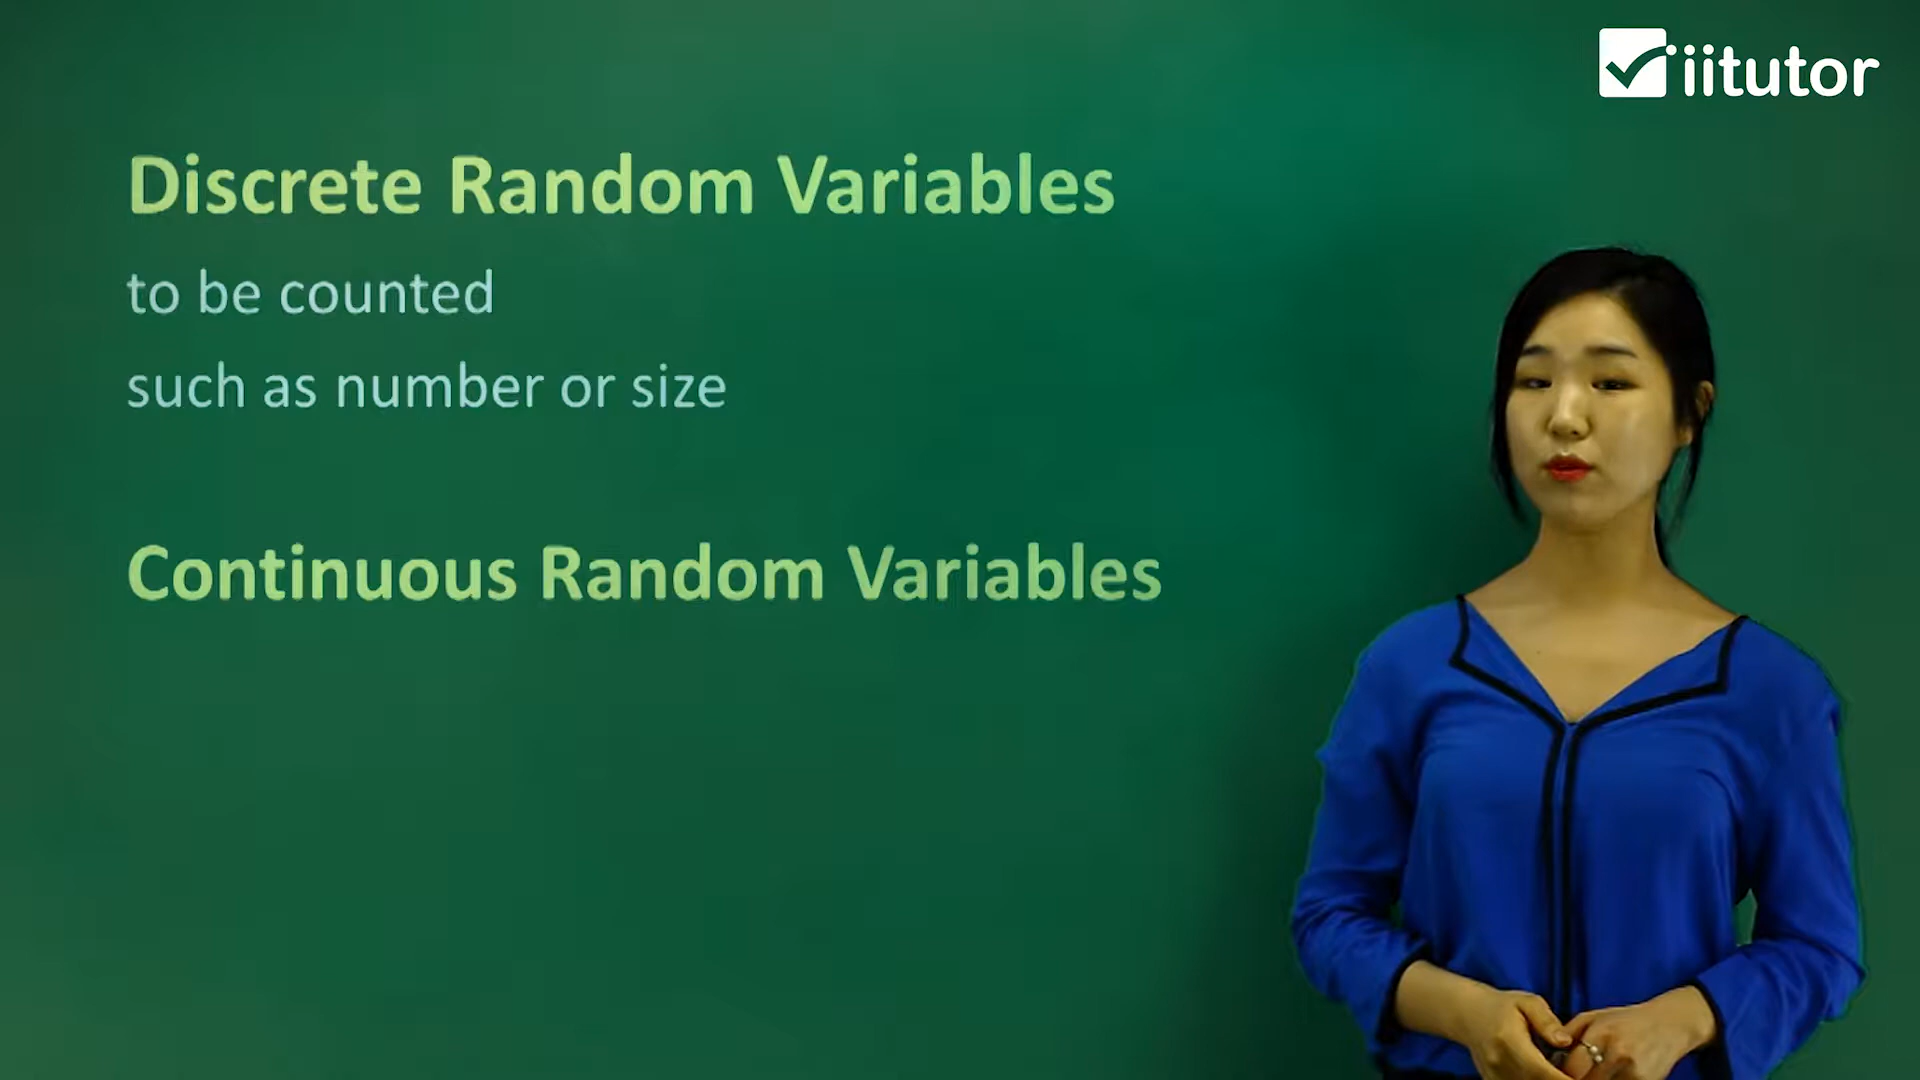 iitutor
Discrete Random Variables
to be counted
such as number or size
Continuous Random Variables